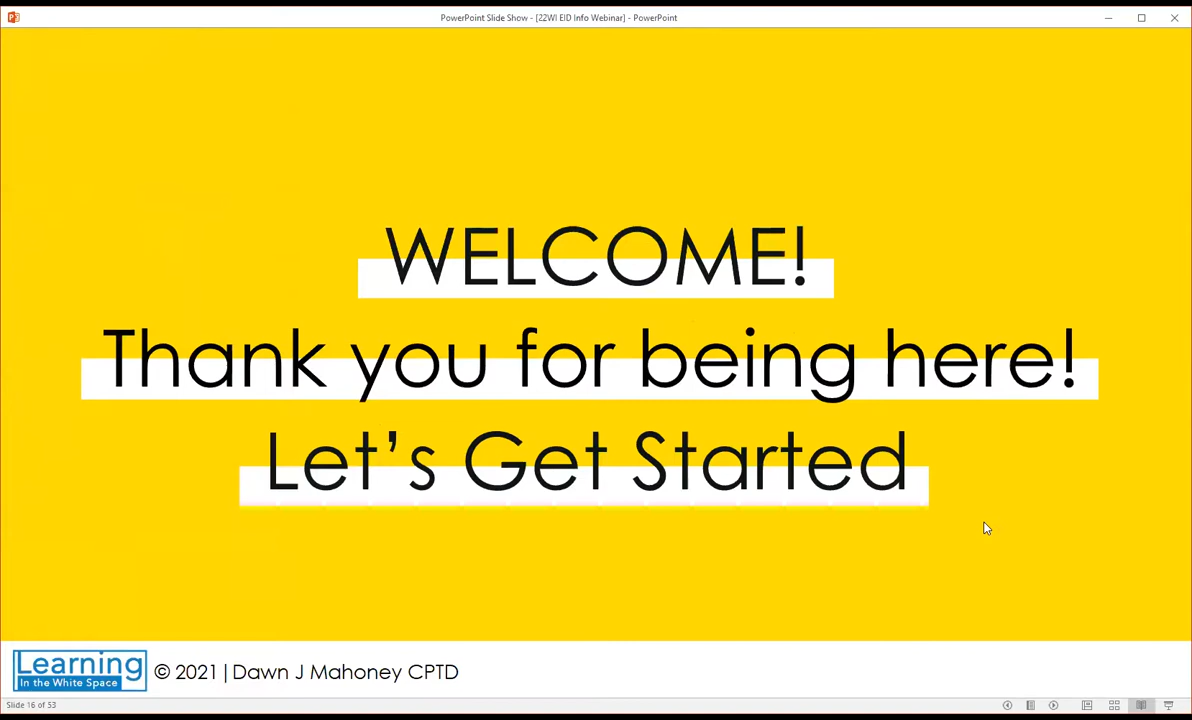 PowerPoint Slide Show - [22WI EID Info Webinar] - PowerPoint
WELCOME!
Thank you for being here!
Let’s Get Started
Learning
In the White Space
© 2021 | Dawn J Mahoney CPTD
Slide 16 of 53